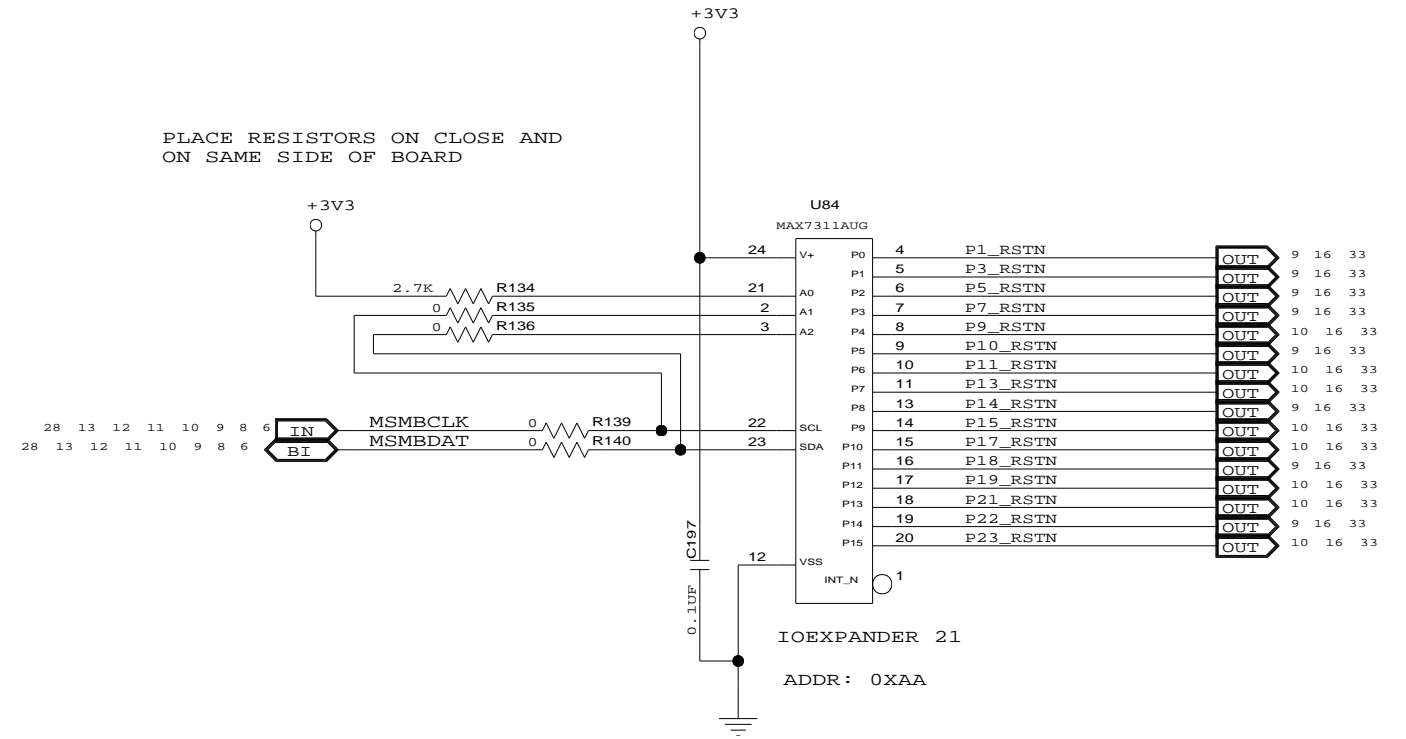 +3V3
PLACE RESISTORS ON CLOSE AND
ON SAME SIDE OF BOARD
+3V3
U84
MAX7311AUG
24 V+ P0 4 P1_RSTN OUT 9 16 33
P1 5 P3_RSTN OUT 9 16 33
2.7K R134 21 A0 P2 6 P5_RSTN OUT 9 16 33
0 R135 2 A1 P3 7 P7_RSTN OUT 9 16 33
0 R136 3 A2 P4 8 P9_RSTN OUT 10 16 33
P5 9 P10_RSTN OUT 9 16 33
P6 10 P11_RSTN OUT 10 16 33
P7 11 P13_RSTN OUT 10 16 33
P8 13 P14_RSTN OUT 9 16 33
28 13 12 11 10 9 8 6 IN MSMBCLK 0 R139 22 SCL P9 14 P15_RSTN OUT 10 16 33
28 13 12 11 10 9 8 6 BI MSMBDAT 0 R140 23 SDA P10 15 P17_RSTN OUT 10 16 33
P11 16 P18_RSTN OUT 9 16 33
P12 17 P19_RSTN OUT 10 16 33
P13 18 P21_RSTN OUT 10 16 33
P14 19 P22_RSTN OUT 9 16 33
P15 20 P23_RSTN OUT 10 16 33
C197
0.1UF
12 VSS
INT_N 1
IOEXPANDER 21
ADDR: 0XAA